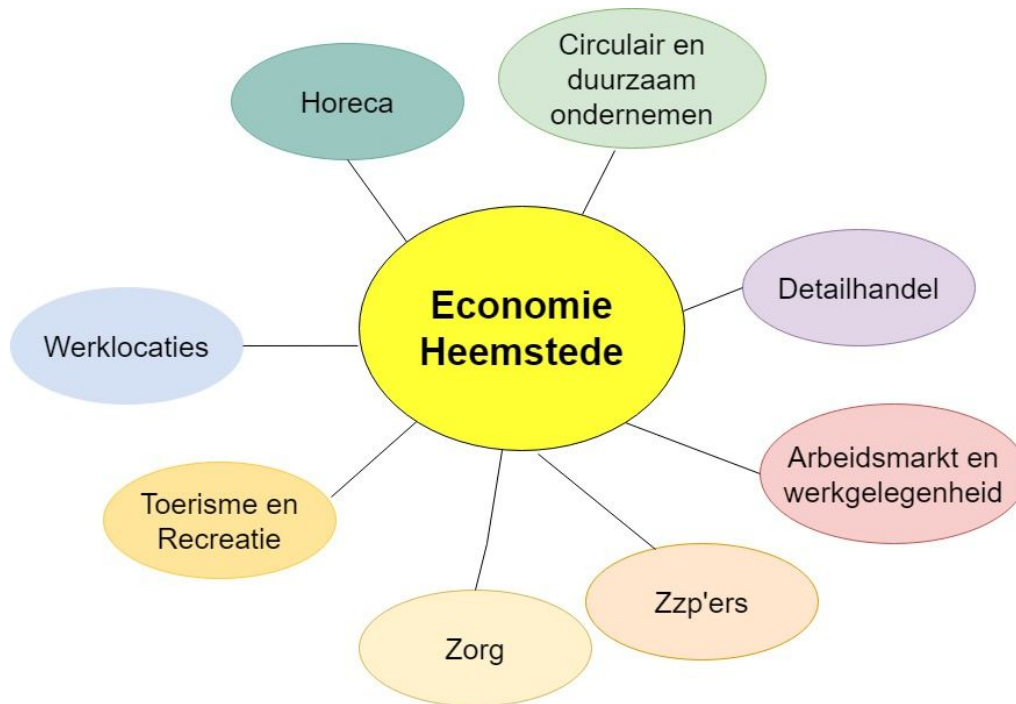 Horeca
Circulair en
duurzaam
ondernemen
Economie
Heemstede
Detailhandel
Werklocaties
Arbeidsmarkt en
werkgelegenheid
Toerisme en
Recreatie
Zzp'ers
Zorg